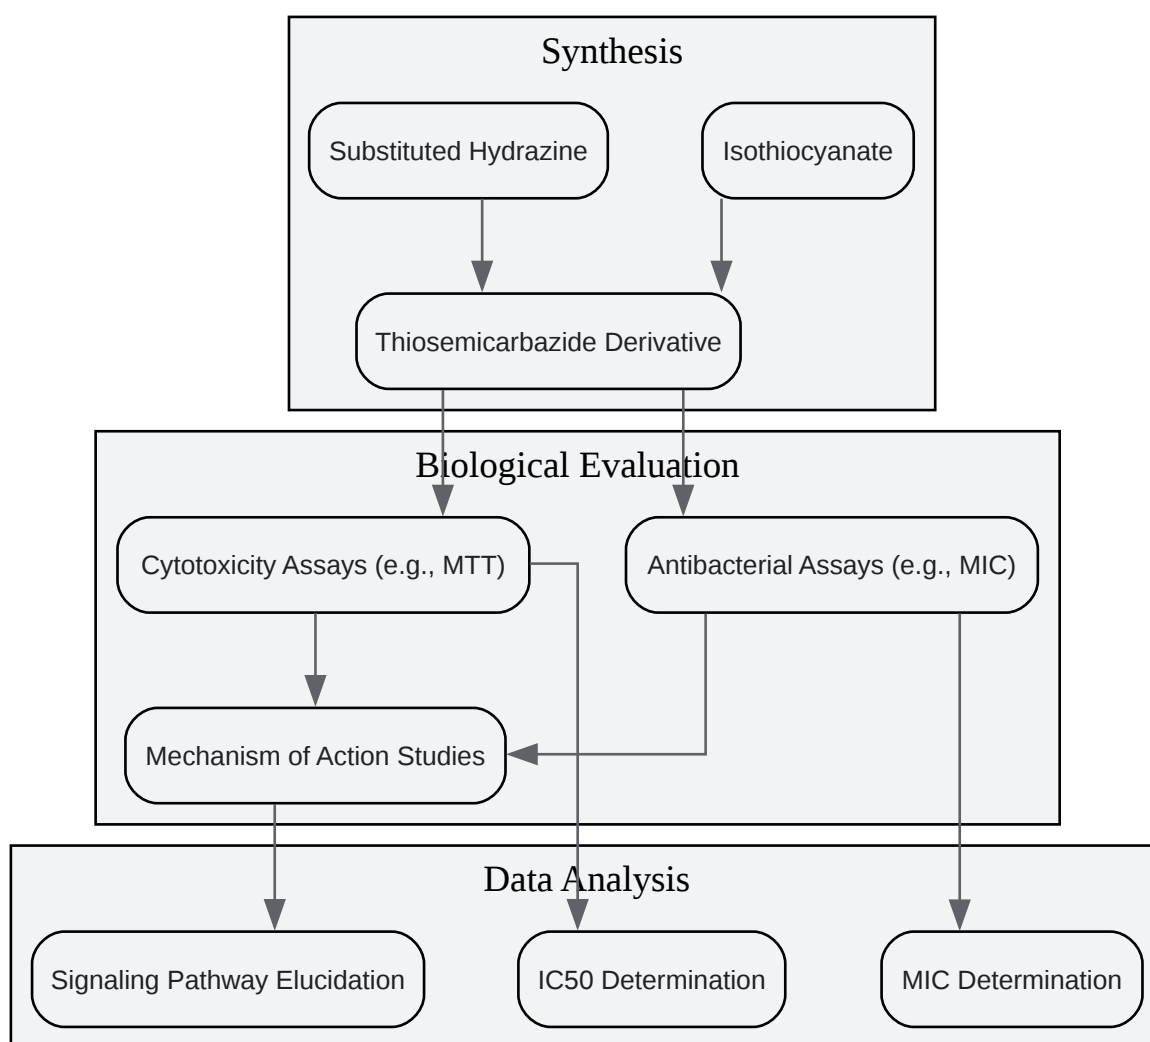 Synthesis
Substituted Hydrazine
Isothiocyanate
Thiosemicarbazide Derivative
Biological Evaluation
Cytotoxicity Assays (e.g., MTT)
Antibacterial Assays (e.g., MIC)
Mechanism of Action Studies
Data Analysis
Signaling Pathway Elucidation
IC50 Determination
MIC Determination